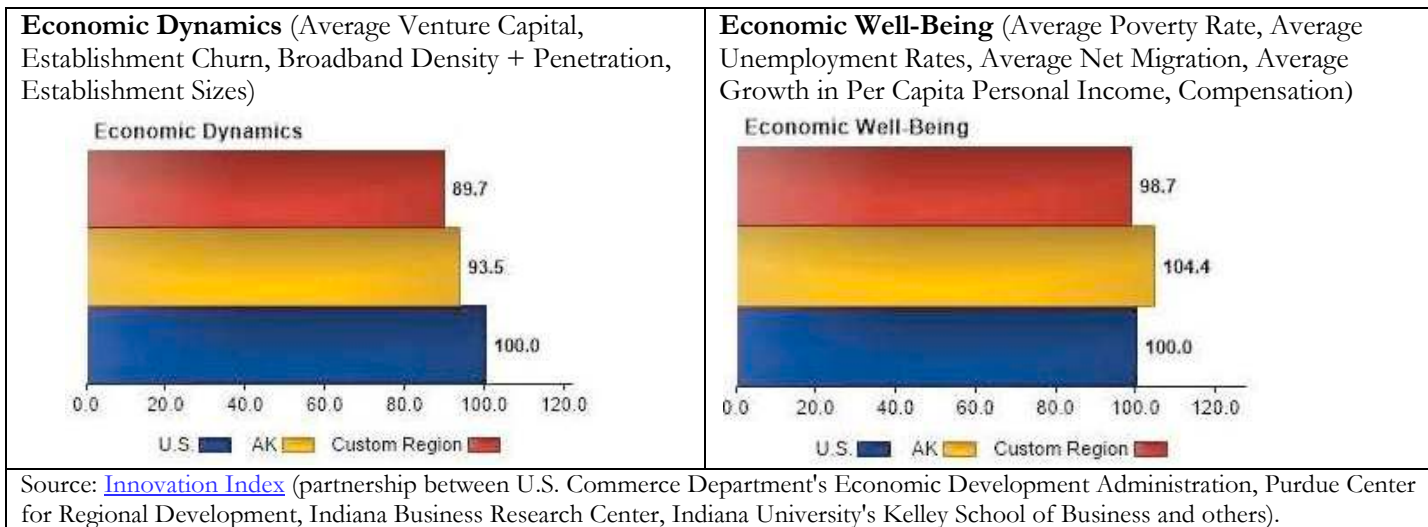 Economic Dynamics (Average Venture Capital,
Establishment Churn, Broadband Density + Penetration,
Establishment Sizes)
Economic Dynamics
89.7
93.5
100.0
0.0 20.0 40.0 60.0 80.0 100.0 120.0
U.S. AK Custom Region
Economic Well-Being (Average Poverty Rate, Average
Unemployment Rates, Average Net Migration, Average
Growth in Per Capita Personal Income, Compensation)
Economic Well-Being
98.7
104.4
100.0
0.0 20.0 40.0 60.0 80.0 100.0 120.0
U.S. AK Custom Region
Source: Innovation Index (partnership between U.S. Commerce Department's Economic Development Administration, Purdue Center
for Regional Development, Indiana Business Research Center, Indiana University's Kelley School of Business and others).